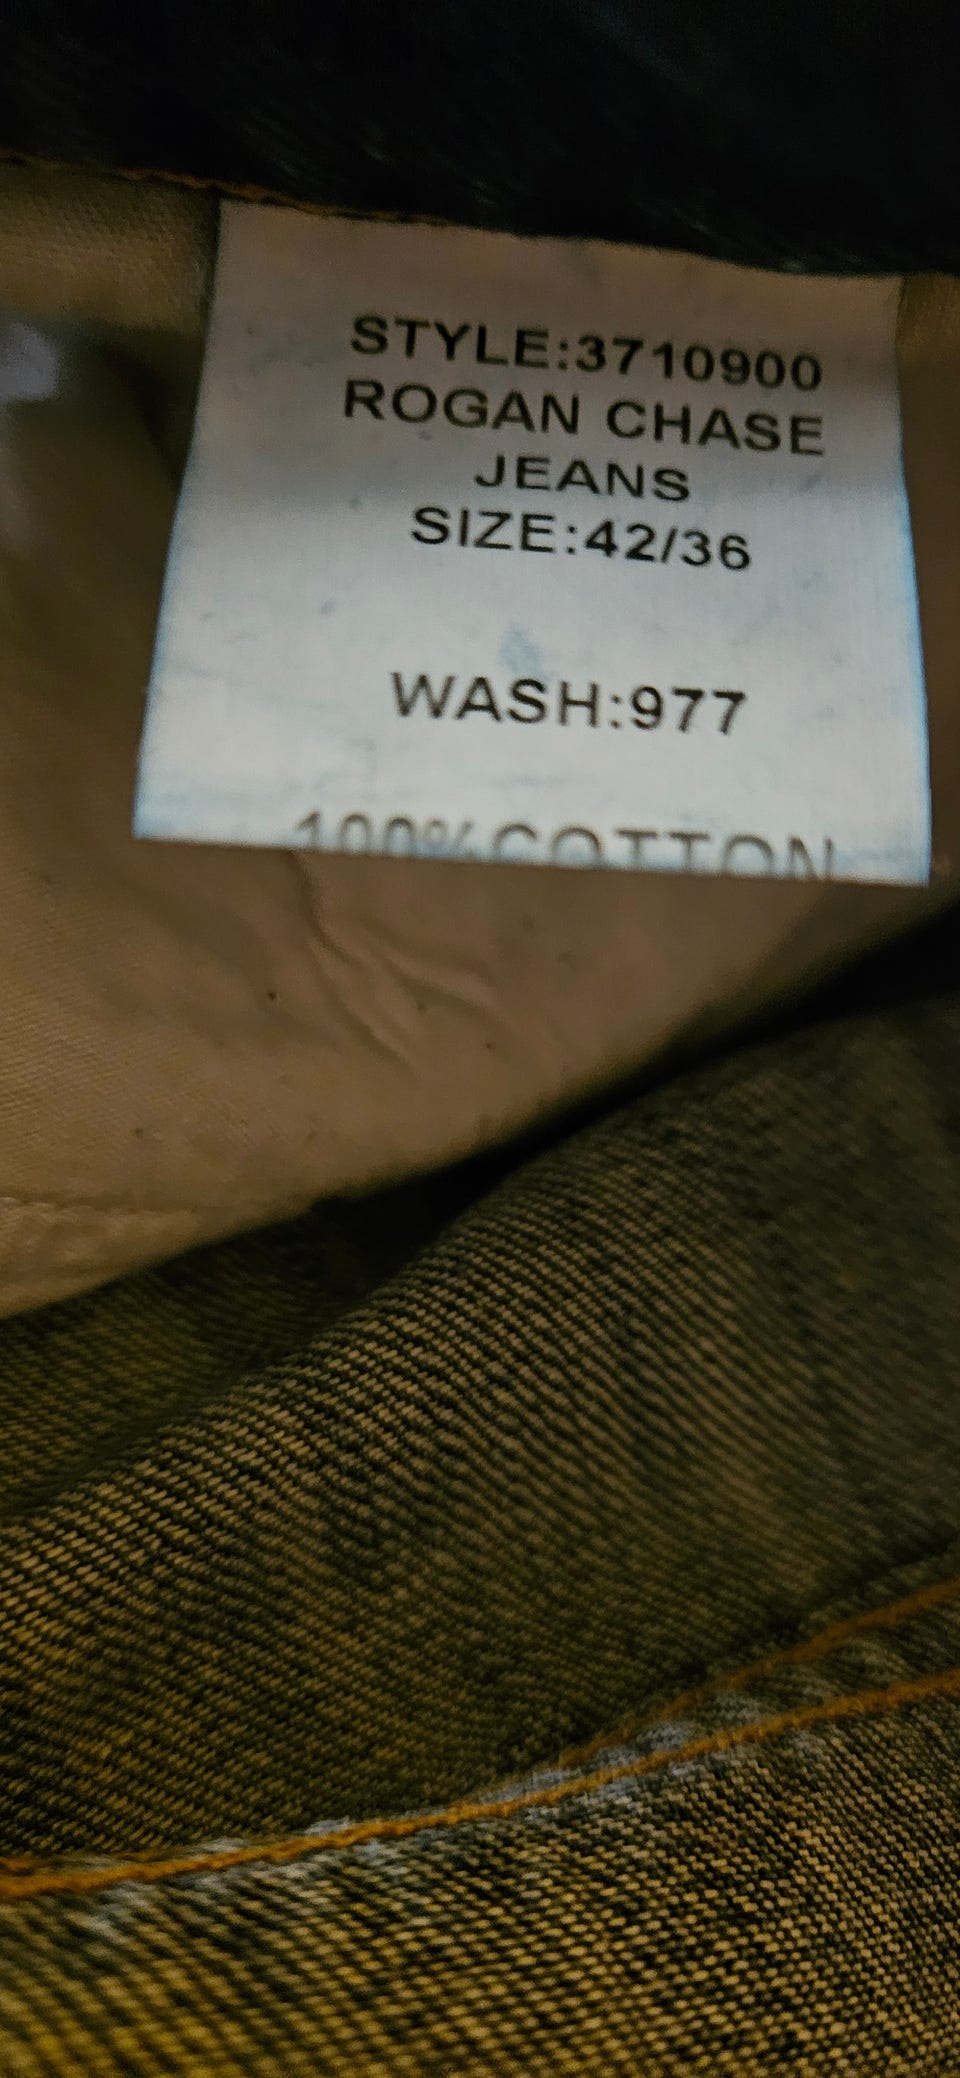 STYLE:3710900
ROGAN CHASE
JEANS
SIZE:42/36
WASH:977
100%COTTON